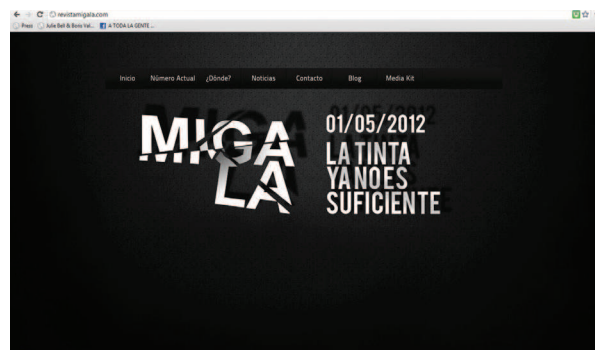 revistamigala.com
Prezi Julie Bell & Boris Val... A TODA LA GENTE ...
Inicio Número Actual ¿Dónde? Noticias Contacto Blog Media Kit
MIGA
LA
01/05/2012
LA TINTA
YA NO ES
SUFICIENTE